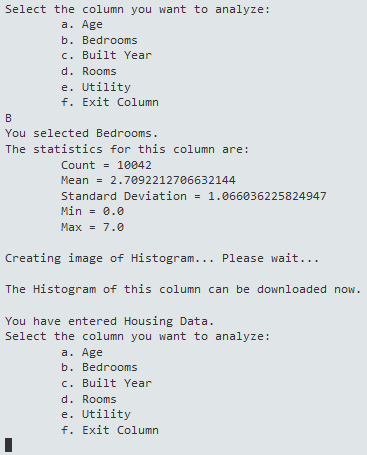 Select the column you want to analyze:
a. Age
b. Bedrooms
c. Built Year
d. Rooms
e. Utility
f. Exit Column
B
You selected Bedrooms.
The statistics for this column are:
Count = 10042
Mean = 2.7092212706632144
Standard Deviation = 1.066036225824947
Min = 0.0
Max = 7.0
Creating image of Histogram... Please wait...
The Histogram of this column can be downloaded now.
You have entered Housing Data.
Select the column you want to analyze:
a. Age
b. Bedrooms
c. Built Year
d. Rooms
e. Utility
f. Exit Column